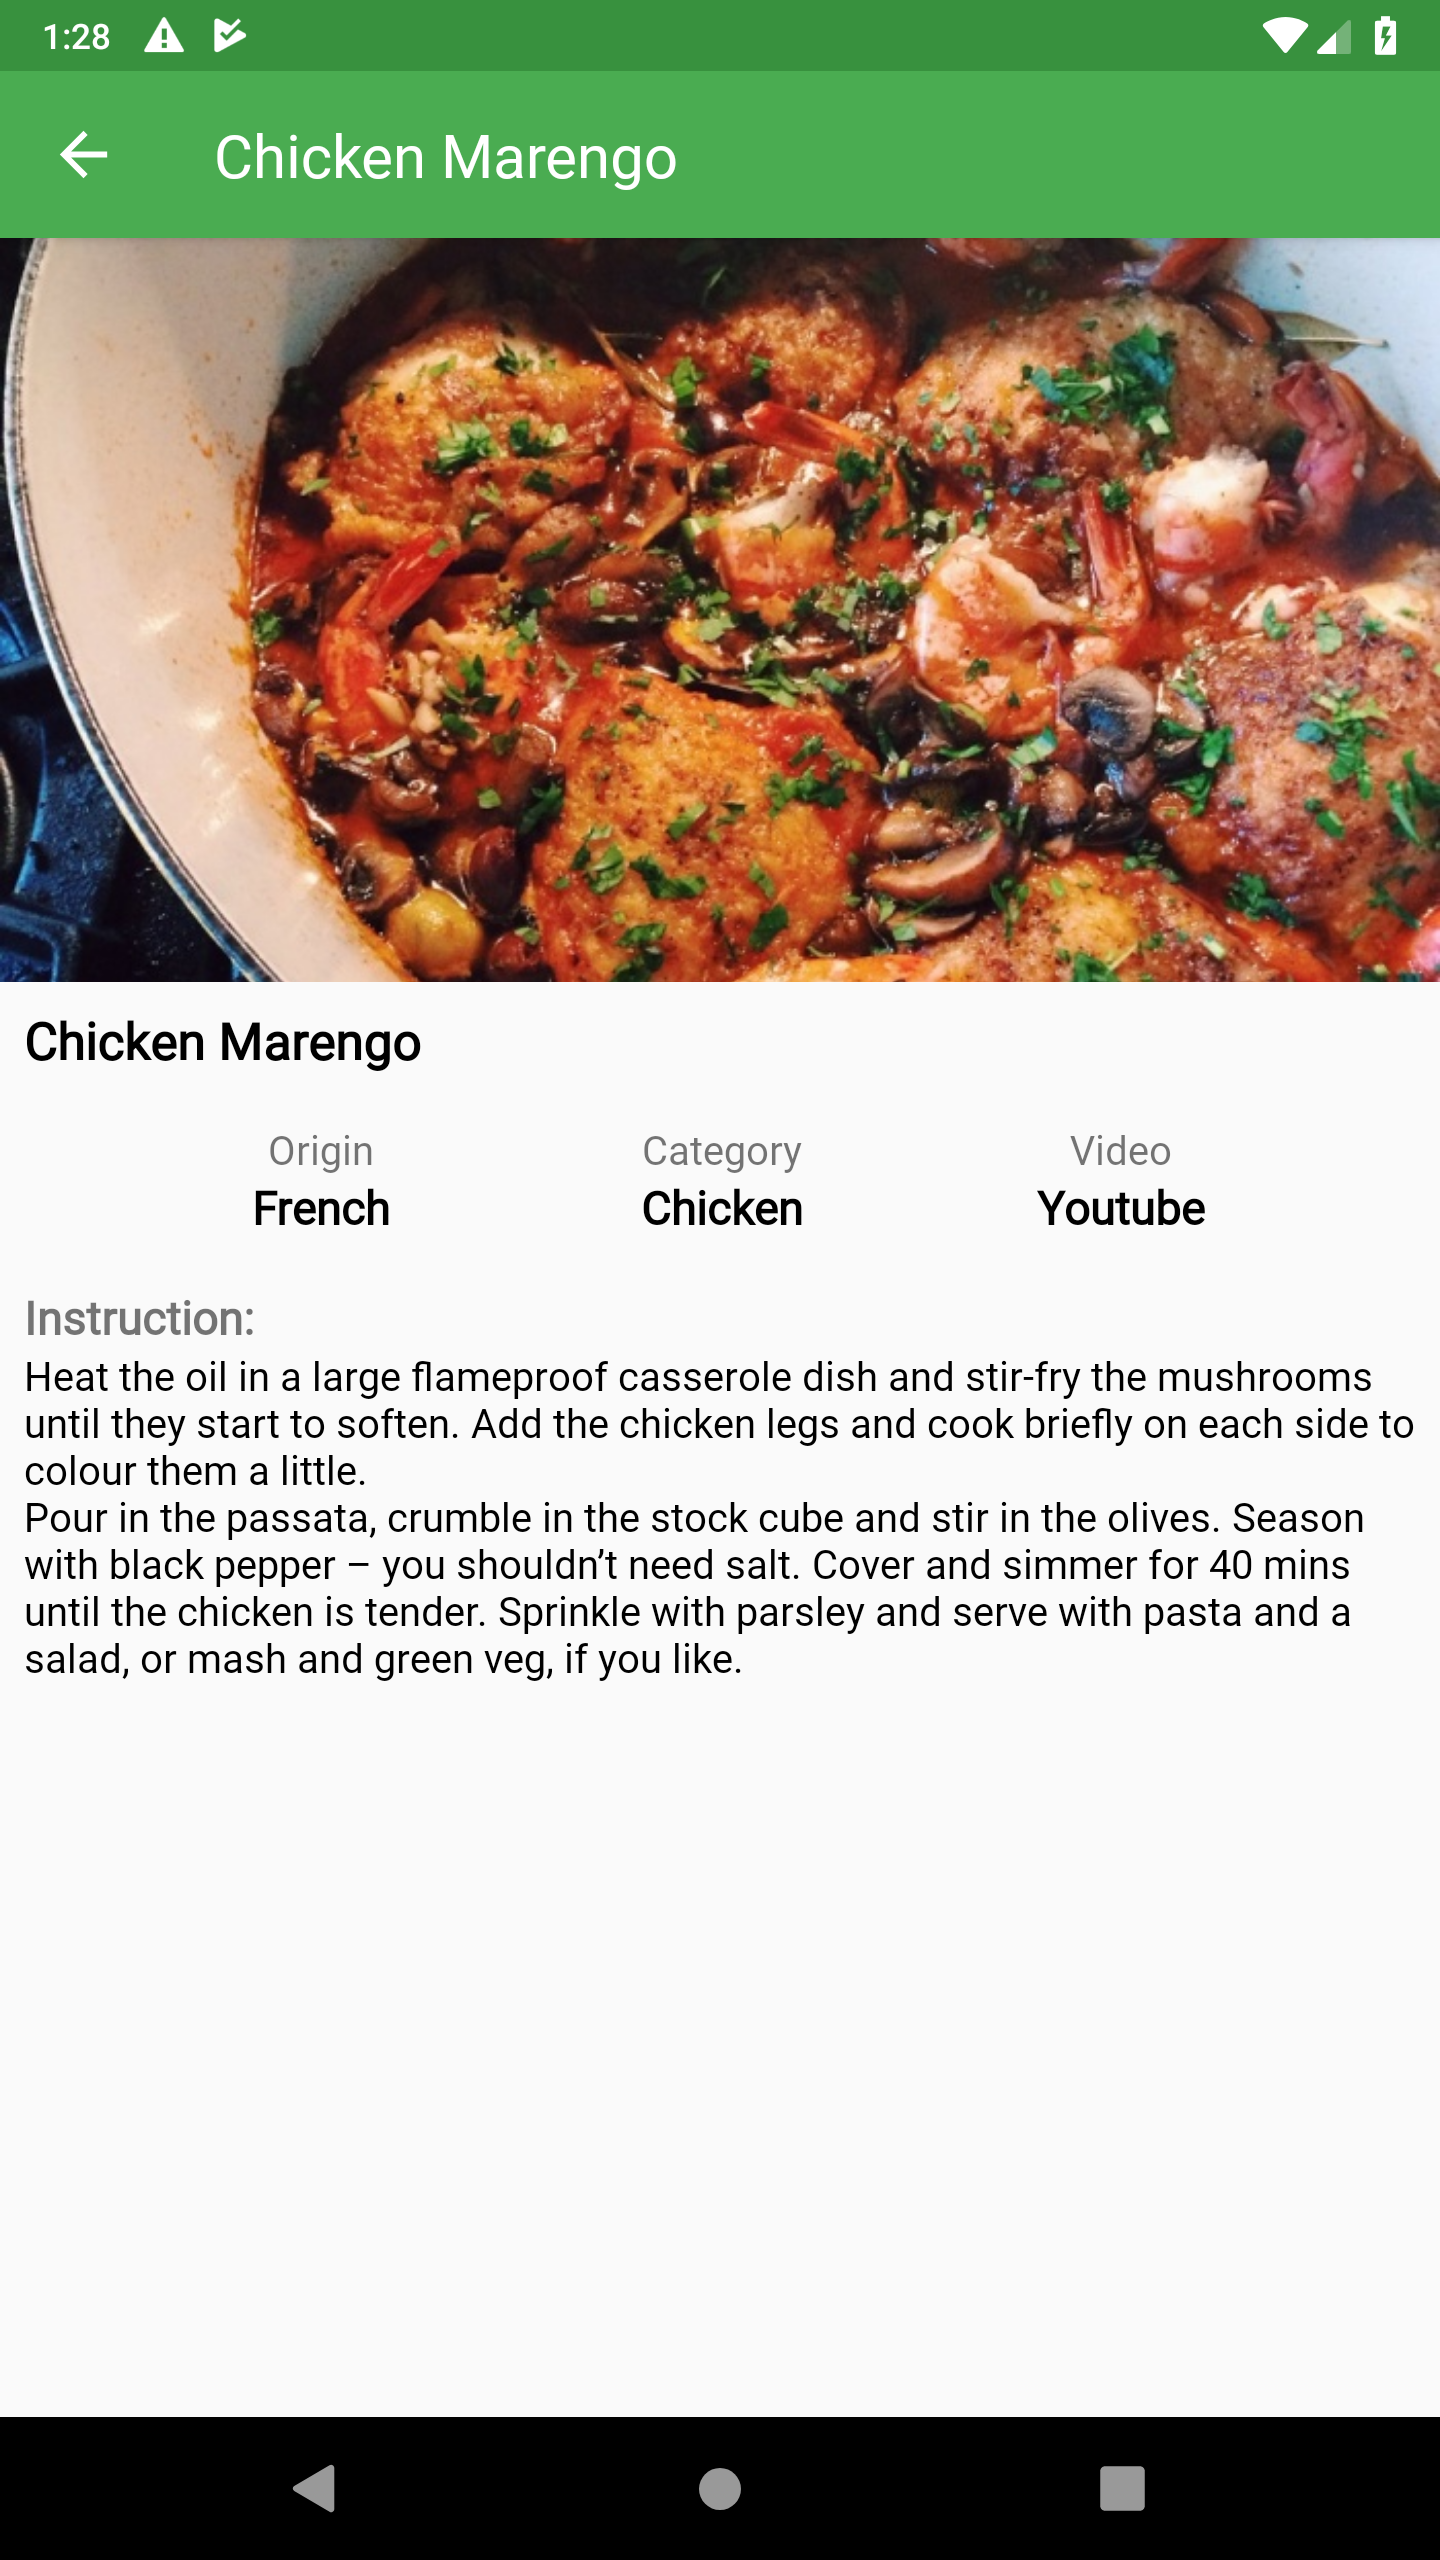 1:28
Chicken Marengo
Chicken Marengo
Origin
Category
Video
French
Chicken
Youtube
Instruction:
Heat the oil in a large flameproof casserole dish and stir-fry the mushrooms
until they start to soften. Add the chicken legs and cook briefly on each side to
colour them a little.
Pour in the passata, crumble in the stock cube and stir in the olives. Season
with black pepper – you shouldn’t need salt. Cover and simmer for 40 mins
until the chicken is tender. Sprinkle with parsley and serve with pasta and a
salad, or mash and green veg, if you like.